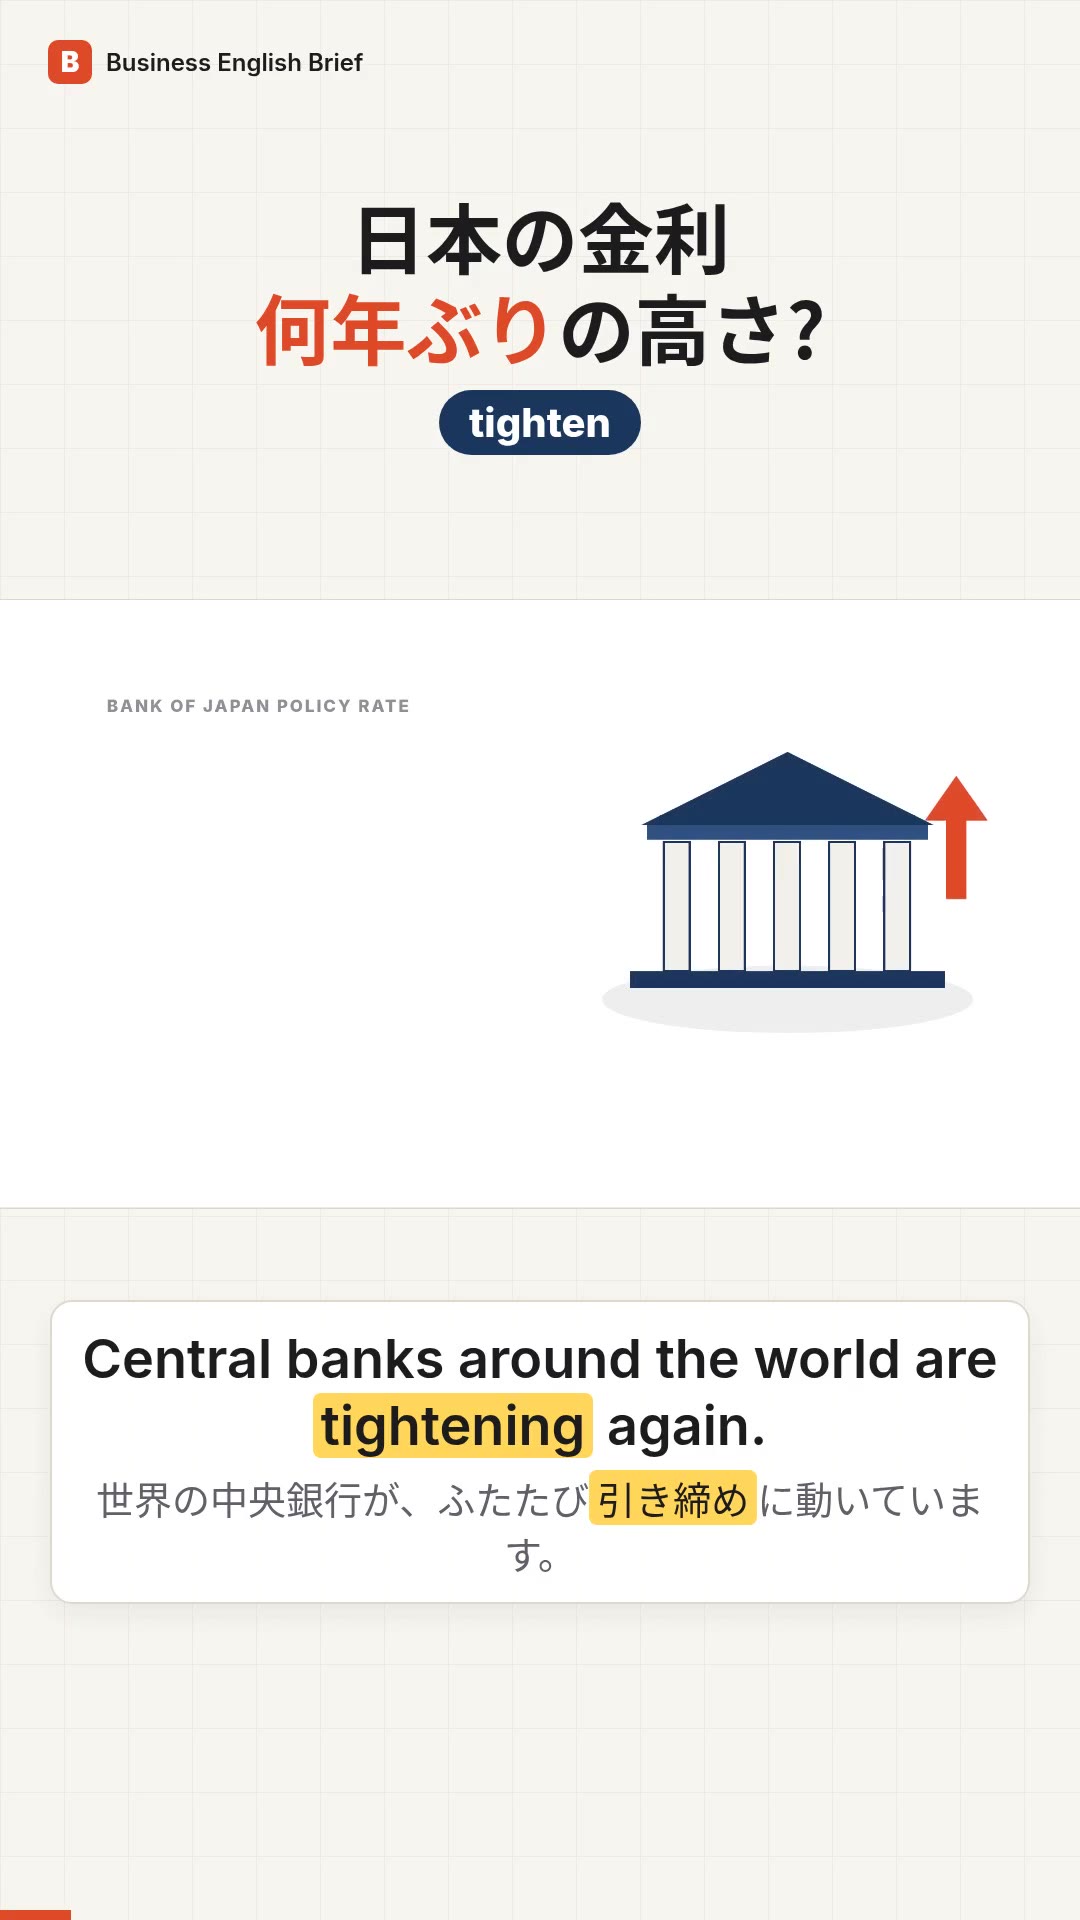 B Business English Brief
日本の金利
何年ぶりの高さ?
tighten
BANK OF JAPAN POLICY RATE
Central banks around the world are
tightening again.
世界の中央銀行が、ふたたび引き締めに動いていま
す。